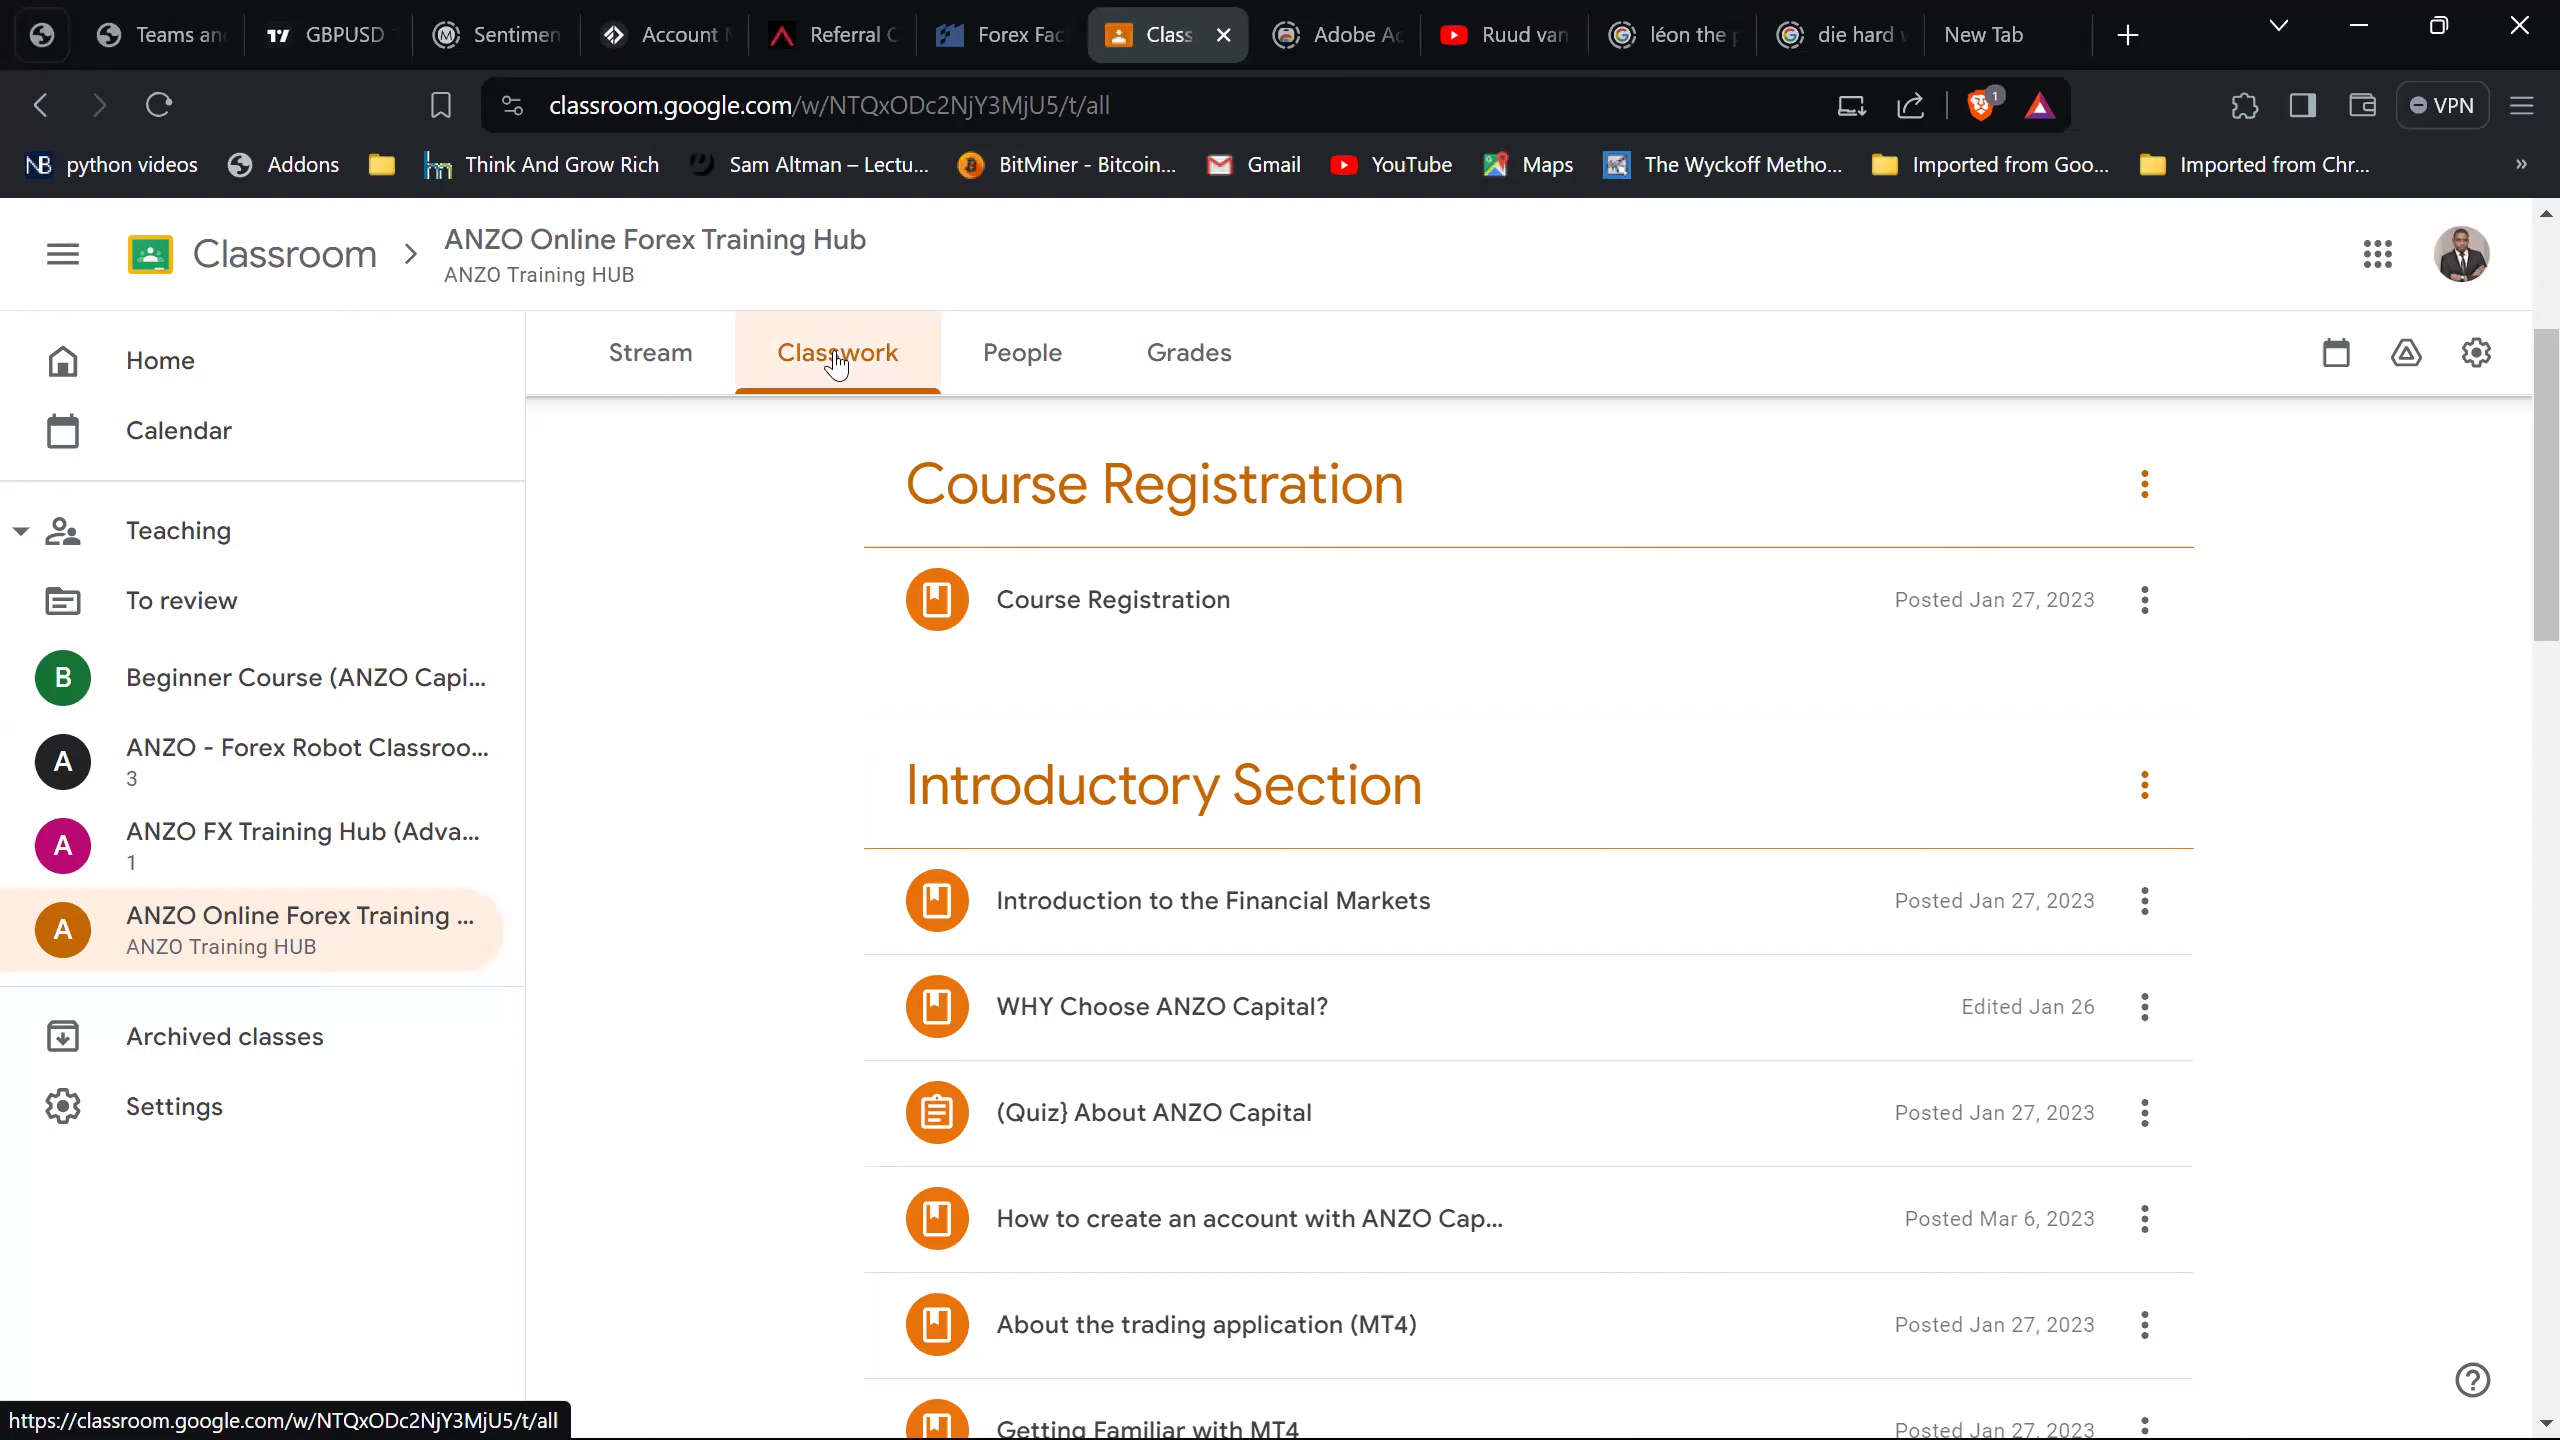 Teams an
GBPUSD
Sentimen
Account
Referral C
Forex Fac
Class
Adobe Ac
Ruud van
léon the p
die hard
New Tab
classroom.google.com/w/NTQxODc2NjY3MjU5/t/all
1
VPN
NB python videos
Addons
Think And Grow Rich
Sam Altman – Lectu...
BitMiner - Bitcoin...
Gmail
YouTube
Maps
The Wyckoff Metho...
Imported from Goo...
Imported from Chr...
»
Classroom
ANZO Online Forex Training Hub
ANZO Training HUB
Home
Calendar
Teaching
To review
B Beginner Course (ANZO Capi...
A ANZO - Forex Robot Classroo...
3
A ANZO FX Training Hub (Adva...
1
A ANZO Online Forex Training ...
ANZO Training HUB
Archived classes
Settings
Stream
Classwork
People
Grades
Course Registration
Course Registration Posted Jan 27, 2023
Introductory Section
Introduction to the Financial Markets Posted Jan 27, 2023
WHY Choose ANZO Capital? Edited Jan 26
(Quiz} About ANZO Capital Posted Jan 27, 2023
How to create an account with ANZO Cap... Posted Mar 6, 2023
About the trading application (MT4) Posted Jan 27, 2023
Getting Familiar with MT4 Posted Jan 27, 2023
https://classroom.google.com/w/NTQxODc2NjY3MjU5/t/all